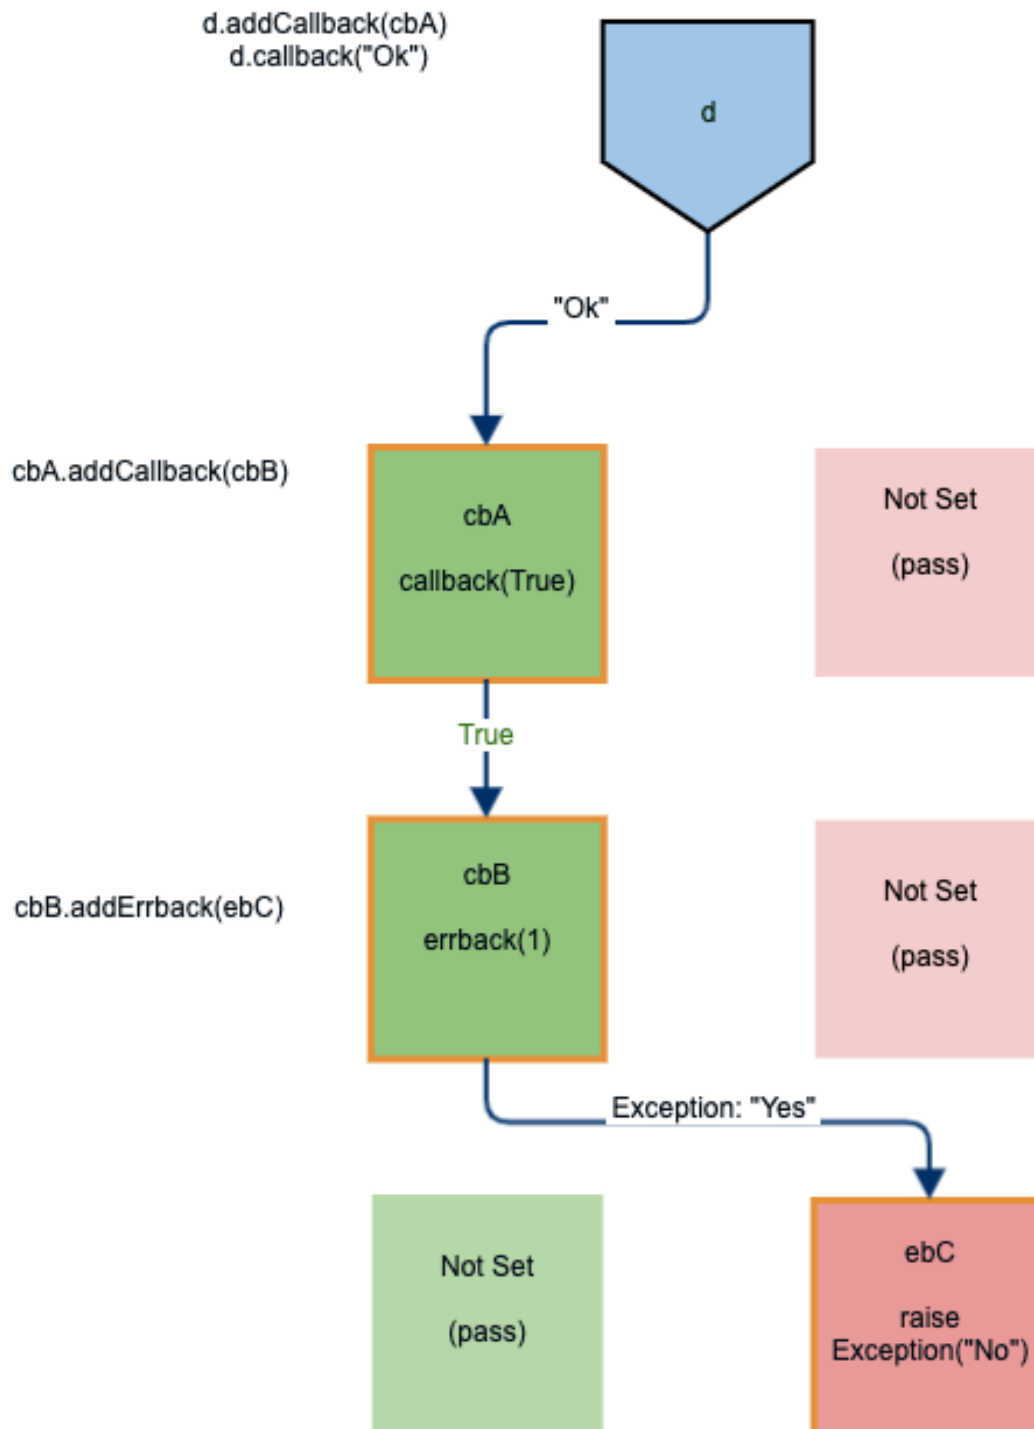 d.addCallback(cbA)
d.callback("Ok")
d
"Ok"
cbA.addCallback(cbB)
cbA
callback(True)
Not Set
(pass)
True
cbB.addErrback(ebC)
cbB
errback(1)
Not Set
(pass)
Exception: "Yes"
Not Set
(pass)
ebC
raise
Exception("No")